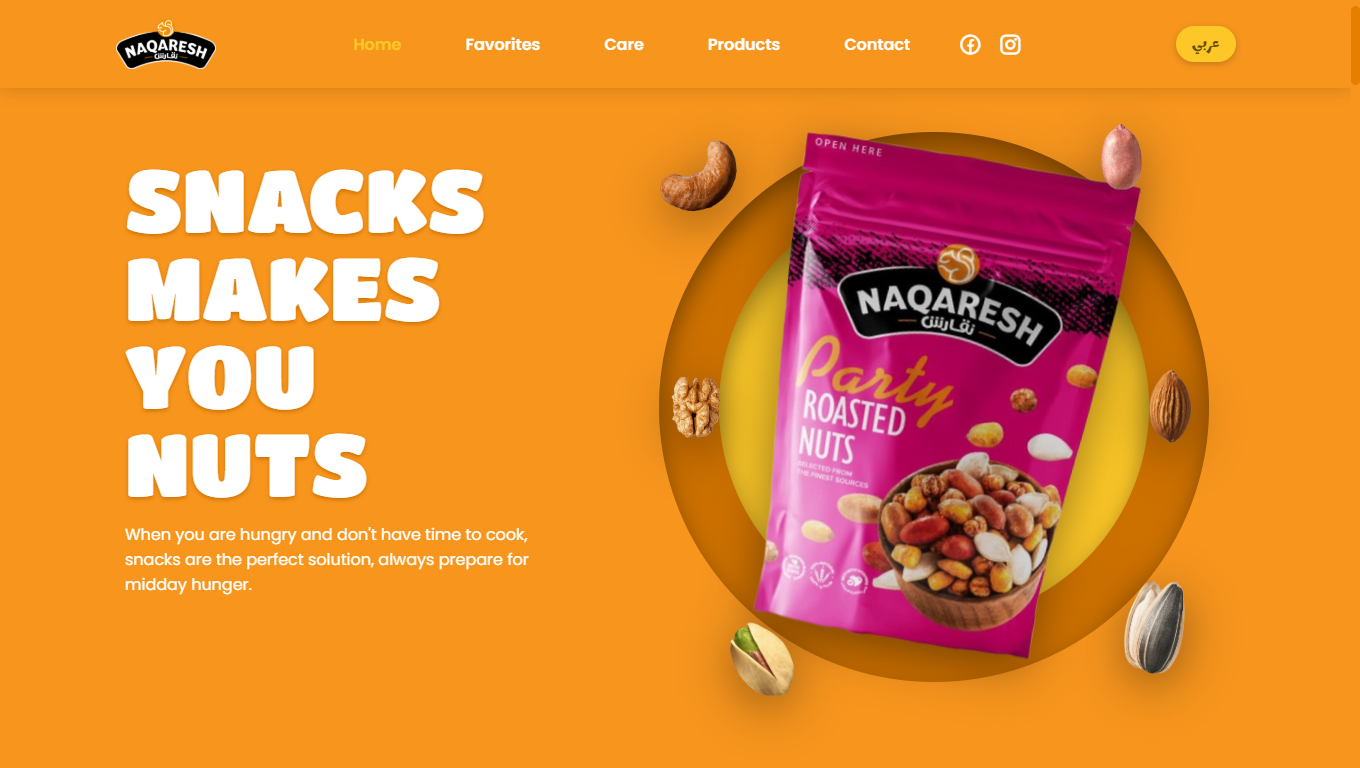 NAQARESH
نقارش
Home
Favorites
Care
Products
Contact
عربي
SNACKS
MAKES
YOU
NUTS
When you are hungry and don't have time to cook,
snacks are the perfect solution, always prepare for
midday hunger.
OPEN HERE
NAQARESH
نقارش
Party
ROASTED
NUTS
SELECTED FROM
THE FINEST SOURCES